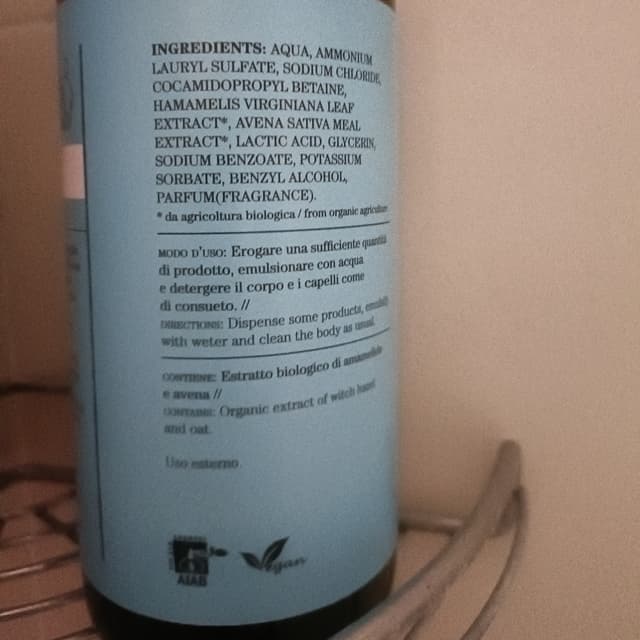 INGREDIENTS: AQUA, AMMONIUM
LAURYL SULFATE, SODIUM CHLORIDE,
COCAMIDOPROPYL BETAINE,
HAMAMELIS VIRGINIANA LEAF
EXTRACT*, AVENA SATIVA MEAL
EXTRACT*, LACTIC ACID, GLYCERIN,
SODIUM BENZOATE, POTASSIUM
SORBATE, BENZYL ALCOHOL,
PARFUM(FRAGRANCE).
* da agricoltura biologica / from organic agriculture
MODO D'USO: Erogare una sufficiente quantità
di prodotto, emulsionare con acqua
e detergere il corpo e i capelli come
di consueto. //
DIRECTIONS: Dispense some products, emulsify
with weter and clean the body as usual.
CONTIENE: Estratto biologico di amamelide
e avena //
CONTAINS: Organic extract of witch hazel
and oat.
Uso esterno.
AIAB
Vegan